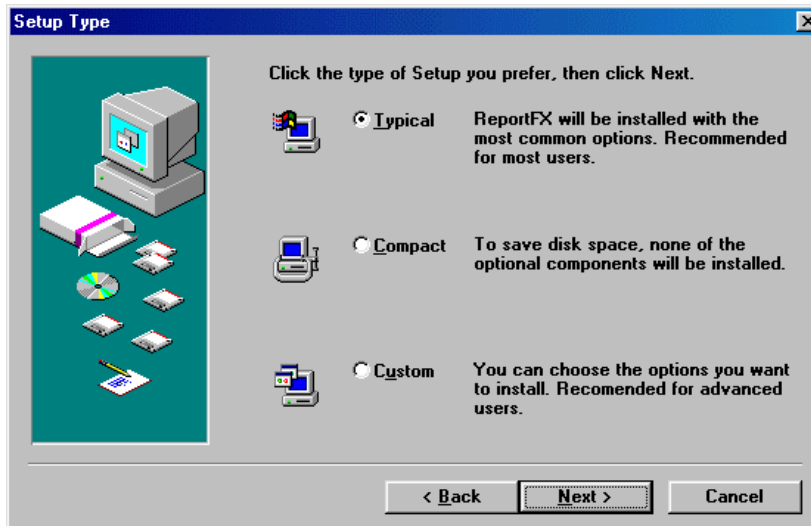 Setup Type
Click the type of Setup you prefer, then click Next.
Typical
ReportFX will be installed with the
most common options. Recommended
for most users.
Compact
To save disk space, none of the
optional components will be installed.
Custom
You can choose the options you want
to install. Recomended for advanced
users.
< Back
Next >
Cancel